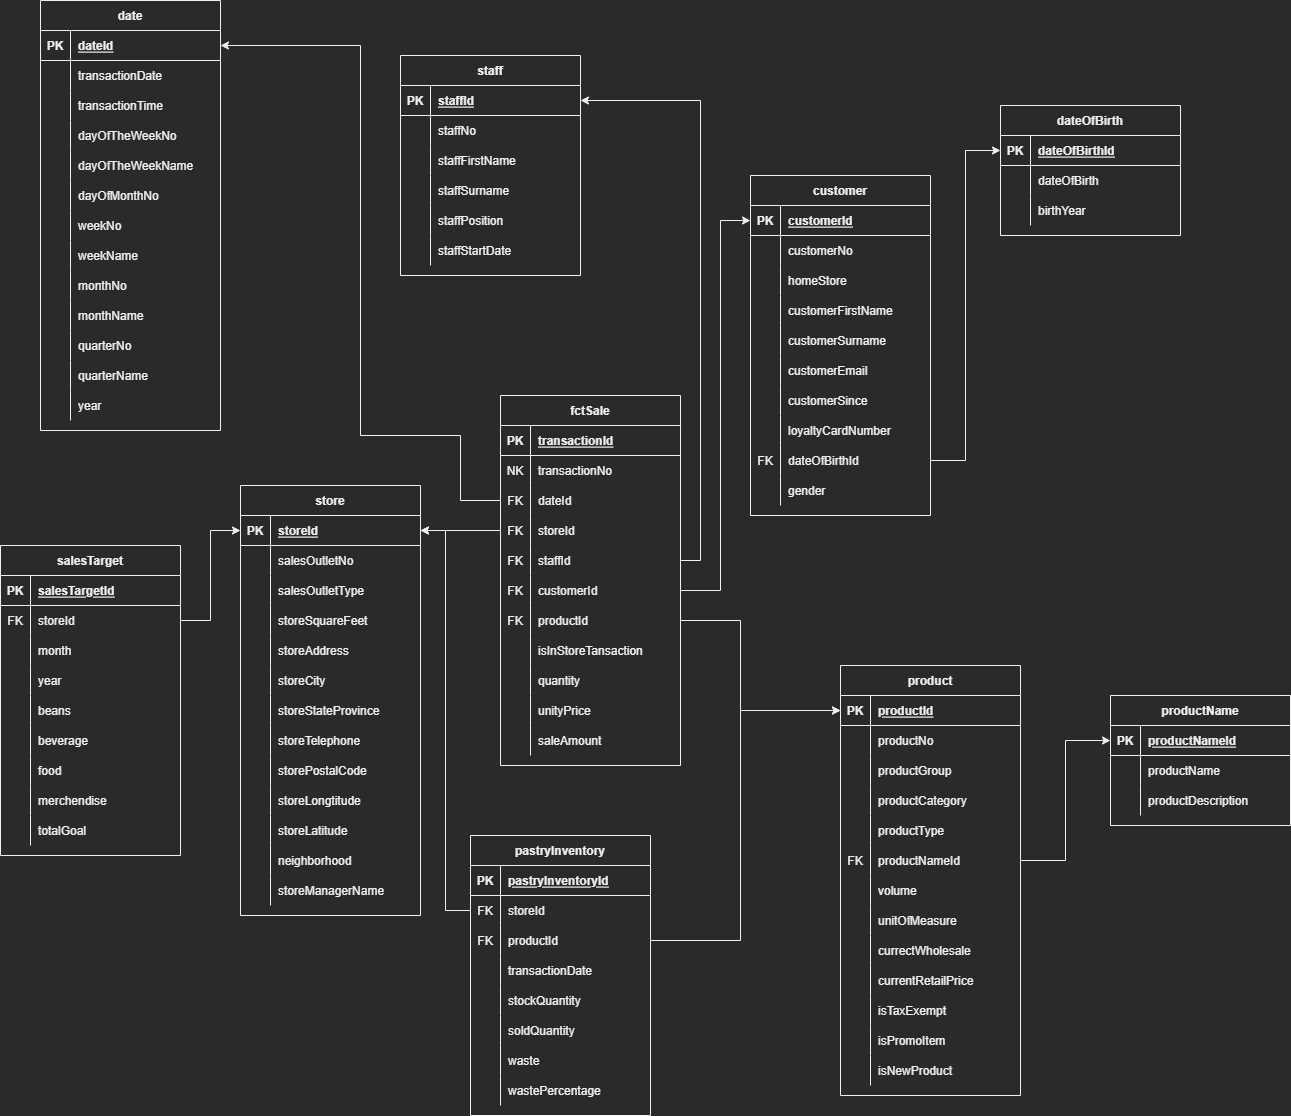 date
PK dateId
transactionDate
transactionTime
dayOfTheWeekNo
dayOfTheWeekName
dayOfMonthNo
weekNo
weekName
monthNo
monthName
quarterNo
quarterName
year
staff
PK staffId
staffNo
staffFirstName
staffSurname
staffPosition
staffStartDate
dateOfBirth
PK dateOfBirthId
dateOfBirth
birthYear
customer
PK customerId
customerNo
homeStore
customerFirstName
customerSurname
customerEmail
customerSince
loyaltyCardNumber
FK dateOfBirthId
gender
fctSale
PK transactionId
NK transactionNo
FK dateId
FK storeId
FK staffId
FK customerId
FK productId
isInStoreTansaction
quantity
unityPrice
saleAmount
store
PK storeId
salesOutletNo
salesOutletType
storeSquareFeet
storeAddress
storeCity
storeStateProvince
storeTelephone
storePostalCode
storeLongtitude
storeLatitude
neighborhood
storeManagerName
salesTarget
PK salesTargetId
FK storeId
month
year
beans
beverage
food
merchendise
totalGoal
product
PK productId
productNo
productGroup
productCategory
productType
FK productNameId
volume
unitOfMeasure
currectWholesale
currentRetailPrice
isTaxExempt
isPromoItem
isNewProduct
productName
PK productNameId
productName
productDescription
pastryInventory
PK pastryInventoryId
FK storeId
FK productId
transactionDate
stockQuantity
soldQuantity
waste
wastePercentage